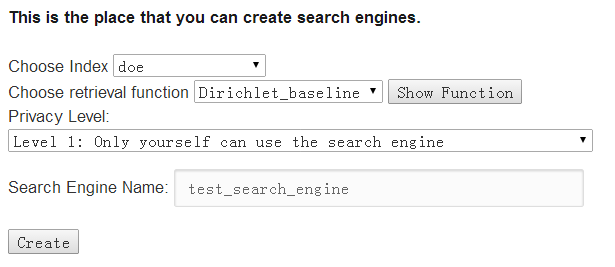 This is the place that you can create search engines.
Choose Index doe
Choose retrieval function Dirichlet_baseline Show Function
Privacy Level:
Level 1: Only yourself can use the search engine
Search Engine Name: test_search_engine
Create